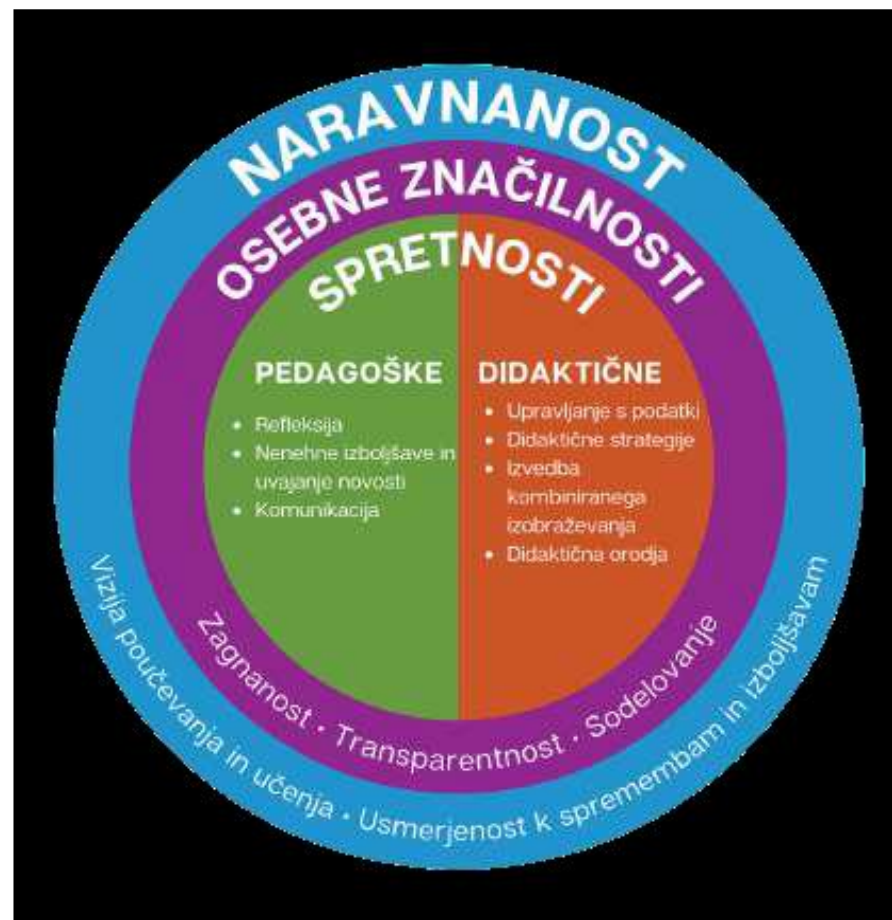 NARAVNANOST
OSEBNE ZNAČILNOSTI
SPRETNOSTI
PEDAGOŠKE
• Refleksija
• Nenehne izboljšave in
uvajanje novosti
• Komunikacija
DIDAKTIČNE
• Upravljanje s podatki
• Didaktične strategije
• Izvedba
kombiniranega
izobraževanja
• Didaktična orodja
Zagnanost • Transparentnost • Sodelovanje
Vizija poučevanja in učenja • Usmerjenost k spremembam in izboljšavam